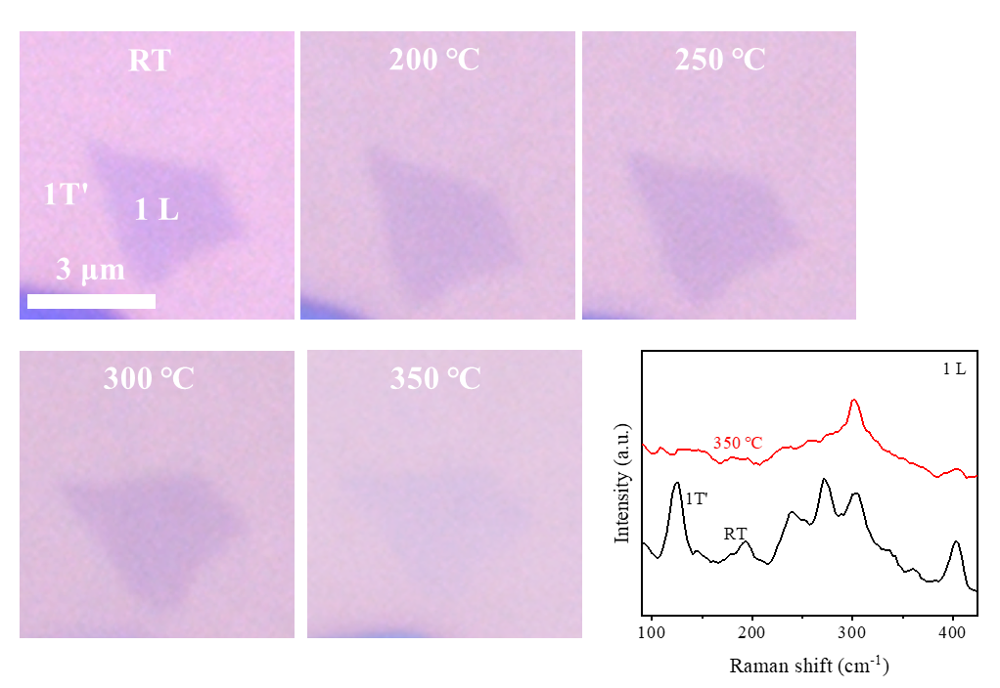 RT
200 ℃
250 ℃
1T'
1 L
3 μm
300 ℃
350 ℃
1 L
350 ℃
1T'
RT
Intensity (a.u.)
100 200 300 400
Raman shift (cm-1)